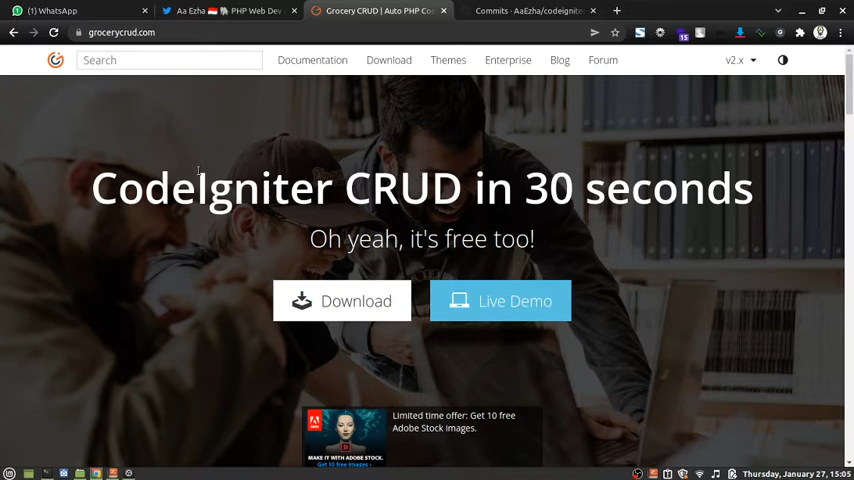 (1) WhatsApp
Aa Ezha 🇮🇩 🐘 PHP Web Dev
Grocery CRUD | Auto PHP Co
Commits · AaEzha/codeigniter
grocerycrud.com
15
Search
Documentation
Download
Themes
Enterprise
Blog
Forum
v2.x
CodeIgniter CRUD in 30 seconds
Oh yeah, it's free too!
Download
Live Demo
Limited time offer: Get 10 free
Adobe Stock images.
MAKE IT WITH ADOBE STOCK.
Get 10 free images ›
Thursday, January 27, 15:05